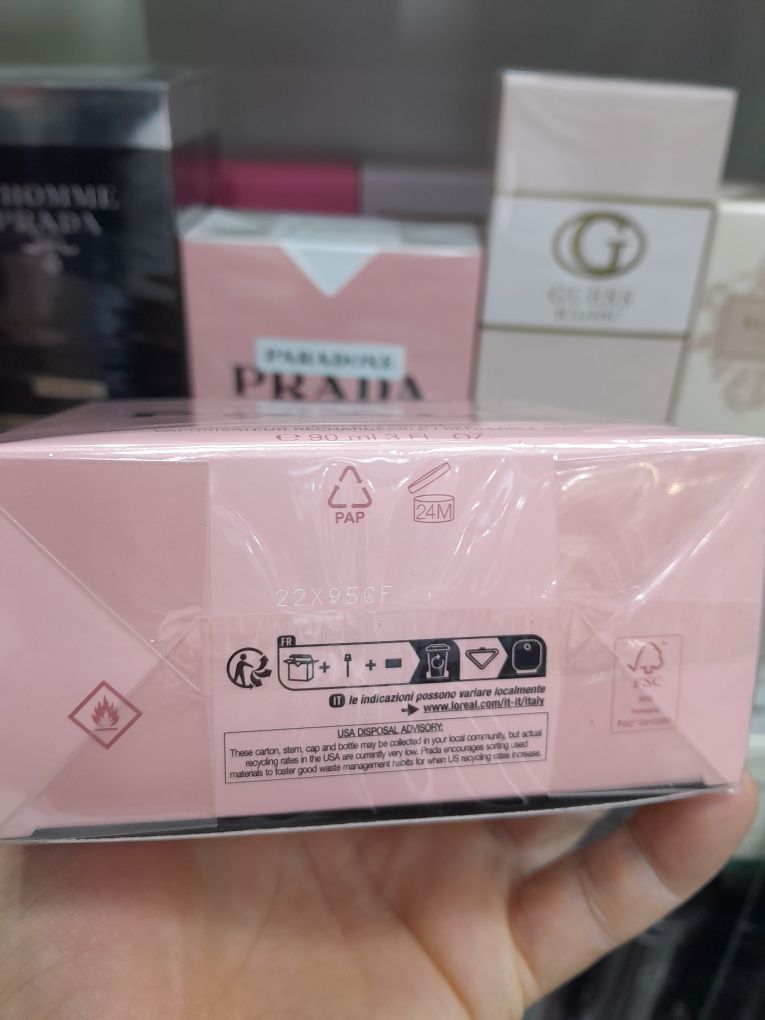 L'HOMME
PRADA
PARADOXE
PRADA
G
GUESS
e 90 ml 3 FL. OZ
PAP
24M
22X95CF
FR
IT le indicazioni possono variare localmente
www.loreal.com/it-it/italy
USA DISPOSAL ADVISORY:
These carton, stem, cap and bottle may be collected in your local community, but actual
recycling rates in the USA are currently very low. Prada encourages sorting used
materials to foster good waste management habits for when US recycling rates increase.
FSC